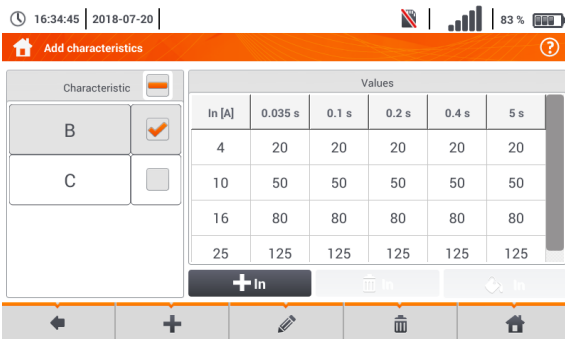 16:34:45 2018-07-20 83 %
Add characteristics ?
Characteristic Values
In [A] 0.035 s 0.1 s 0.2 s 0.4 s 5 s
B
C
4 20 20 20 20 20
10 50 50 50 50 50
16 80 80 80 80 80
25 125 125 125 125 125
In In In